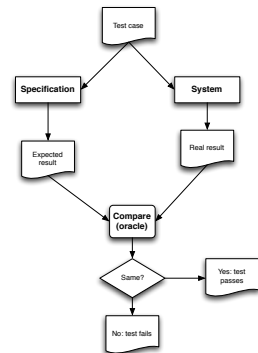 Test case
Specification
System
Expected
result
Real result
Compare
(oracle)
Same?
Yes: test
passes
No: test fails